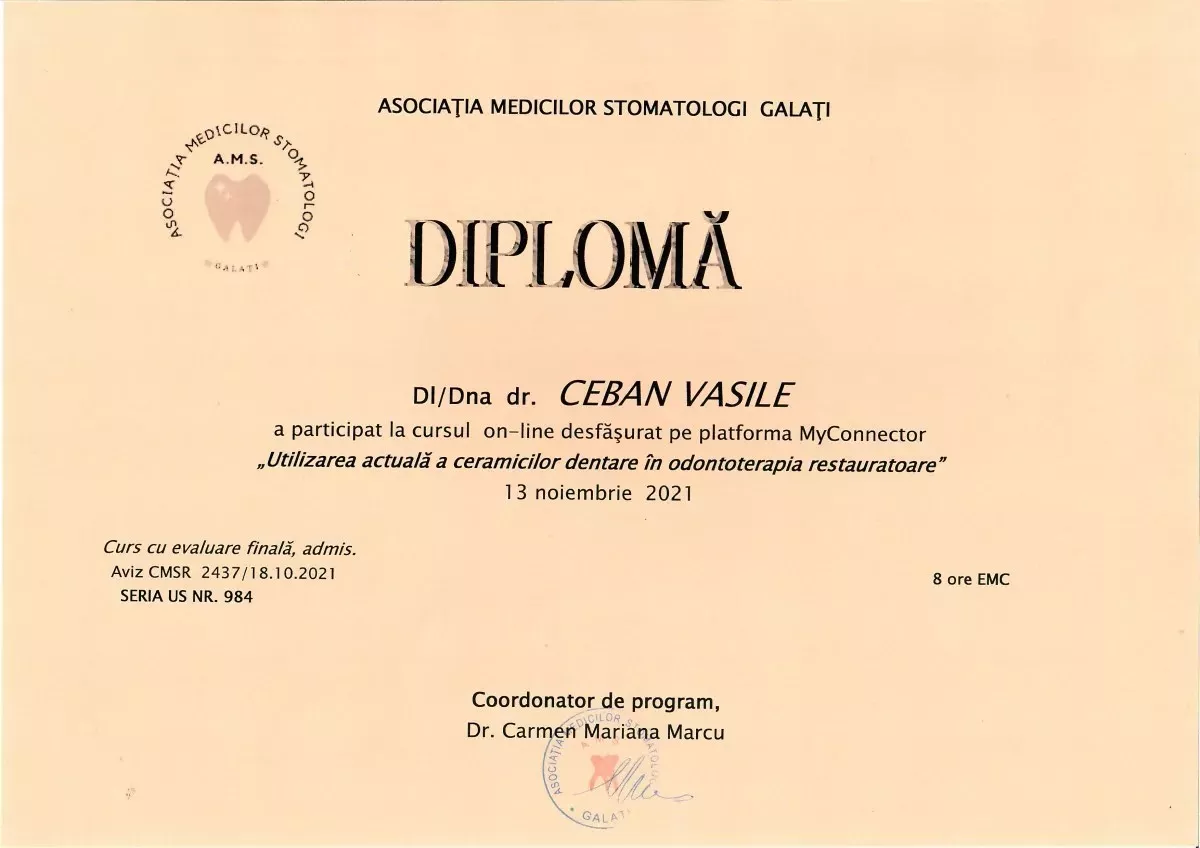 ASOCIAŢIA MEDICILOR STOMATOLOGI GALAŢI
ASOCIAŢIA MEDICILOR STOMATOLOGI
A.M.S.
GALATI
DIPLOMĂ
Dl/Dna dr. CEBAN VASILE
a participat la cursul on-line desfăşurat pe platforma MyConnector
„Utilizarea actuală a ceramicilor dentare în odontoterapia restauratoare”
13 noiembrie 2021
Curs cu evaluare finală, admis.
Aviz CMSR 2437/18.10.2021
SERIA US NR. 984
8 ore EMC
Coordonator de program,
Dr. Carmen Mariana Marcu
ASOCIAŢIA MEDICILOR STOMATOLOGI
GALAŢI